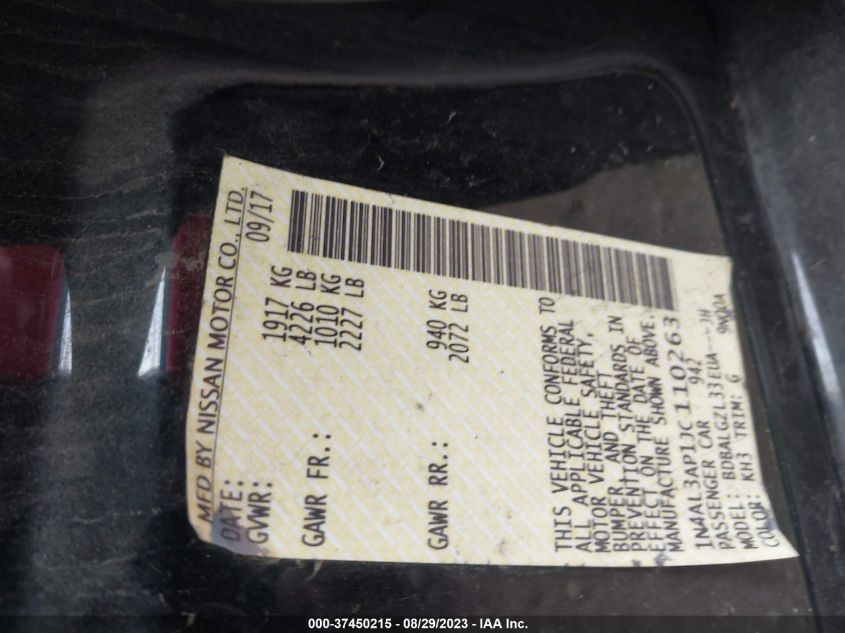 MFD BY NISSAN MOTOR CO., LTD.
DATE: 09/17
GVWR: 1917 KG
4226 LB
GAWR FR.: 1010 KG
2227 LB
GAWR RR.: 940 KG
2072 LB
THIS VEHICLE CONFORMS TO
ALL APPLICABLE FEDERAL
MOTOR VEHICLE SAFETY,
BUMPER AND THEFT
PREVENTION STANDARDS IN
EFFECT ON THE DATE OF
MANUFACTURE SHOWN ABOVE.
1N4AL3AP1JC110263
PASSENGER CAR 942
MODEL: BDBALGZL33EUA---JH
COLOR: KH3 TRIM: G 9NQ0A
000-37450215 - 08/29/2023 - IAA Inc.